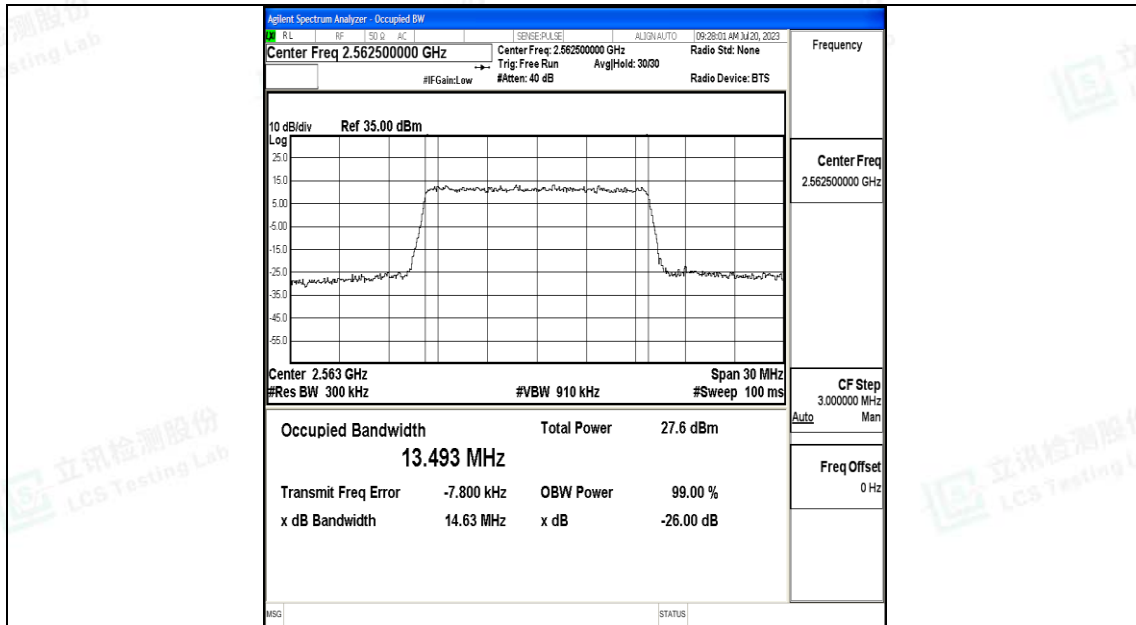 Agilent Spectrum Analyzer - Occupied BW
RL RF 50 Ω AC SENSE:PULSE ALIGNAUTO 09:28:01 AM Jul 20, 2023
Center Freq 2.562500000 GHz
Center Freq: 2.562500000 GHz Radio Std: None
Trig: Free Run Avg|Hold: 30/30
#IFGain:Low #Atten: 40 dB Radio Device: BTS
10 dB/div Ref 35.00 dBm
Log
25.0
15.0
5.00
-5.00
-15.0
-25.0
-35.0
-45.0
-55.0
Center 2.563 GHz Span 30 MHz
#Res BW 300 kHz #VBW 910 kHz #Sweep 100 ms
Occupied Bandwidth Total Power 27.6 dBm
13.493 MHz
Transmit Freq Error -7.800 kHz OBW Power 99.00 %
x dB Bandwidth 14.63 MHz x dB -26.00 dB
MSG STATUS
Frequency
Center Freq
2.562500000 GHz
CF Step
3.000000 MHz
Auto Man
Freq Offset
0 Hz
立讯检测股份
LCS Testing Lab
立讯检测股份
LCS Testing L